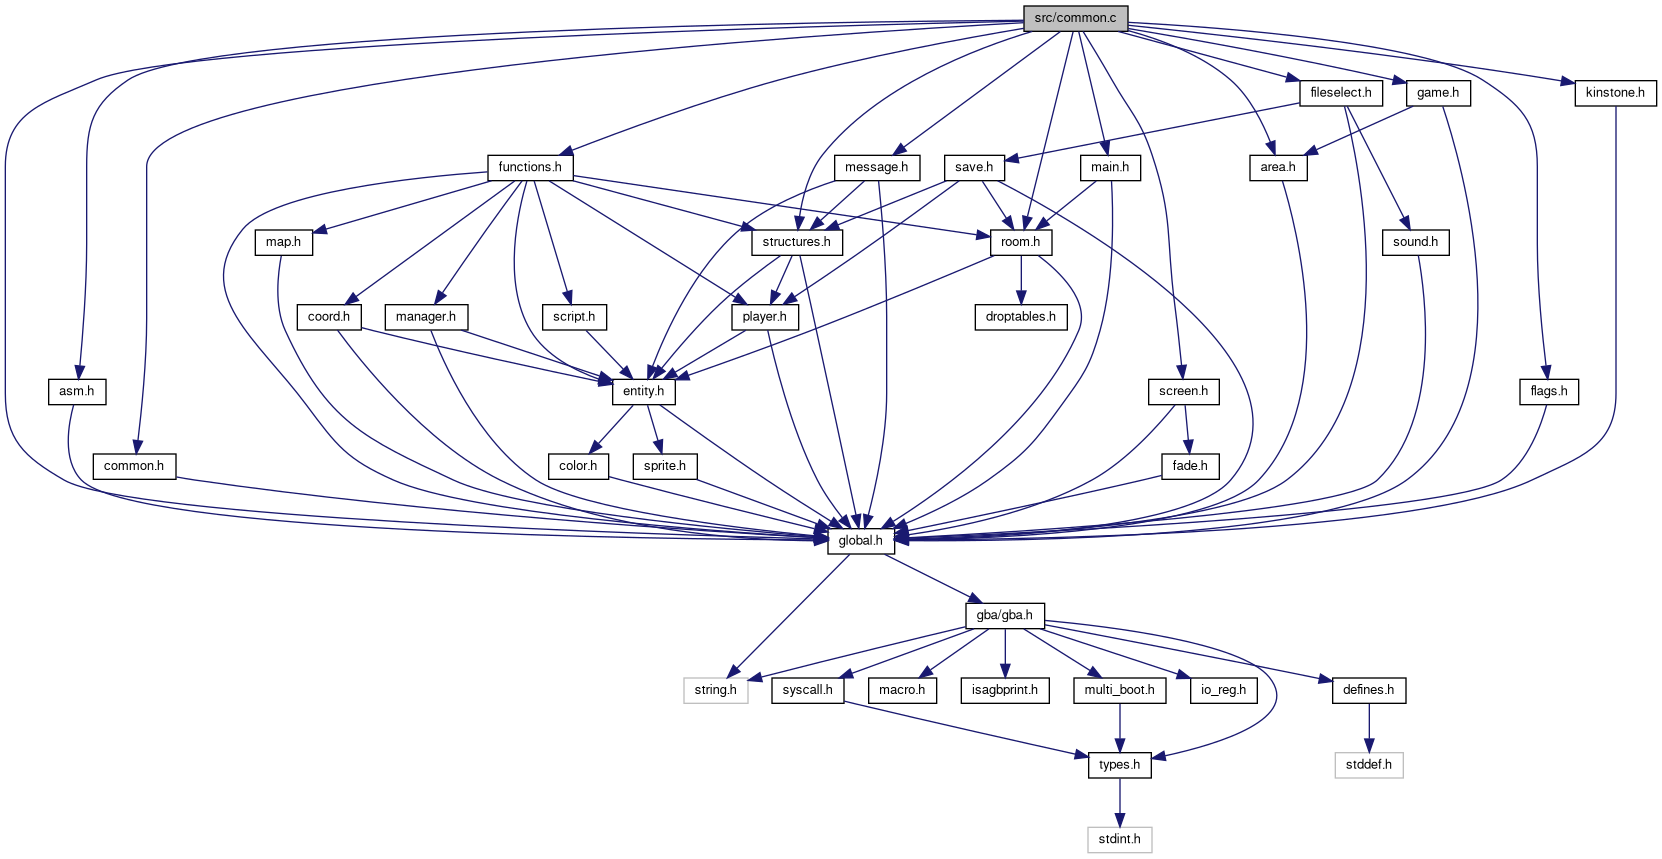 src/common.c
fileselect.h
game.h
kinstone.h
functions.h
message.h
save.h
main.h
area.h
map.h
structures.h
room.h
sound.h
coord.h
manager.h
script.h
player.h
droptables.h
asm.h
entity.h
screen.h
flags.h
common.h
color.h
sprite.h
fade.h
global.h
gba/gba.h
string.h
syscall.h
macro.h
isagbprint.h
multi_boot.h
io_reg.h
defines.h
types.h
stddef.h
stdint.h